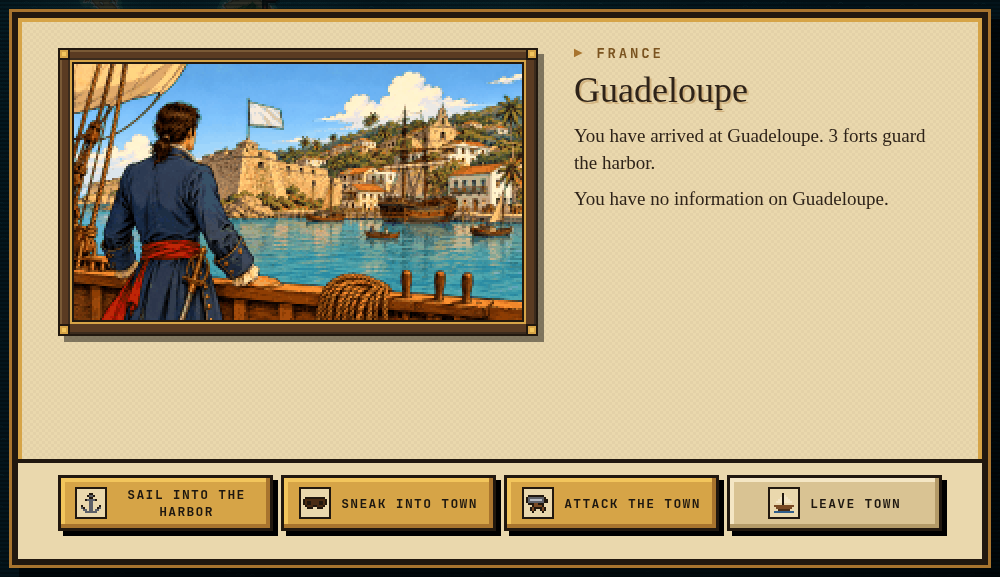 ► FRANCE
Guadeloupe
You have arrived at Guadeloupe. 3 forts guard
the harbor.
You have no information on Guadeloupe.
SAIL INTO THE
HARBOR
SNEAK INTO TOWN
ATTACK THE TOWN
LEAVE TOWN